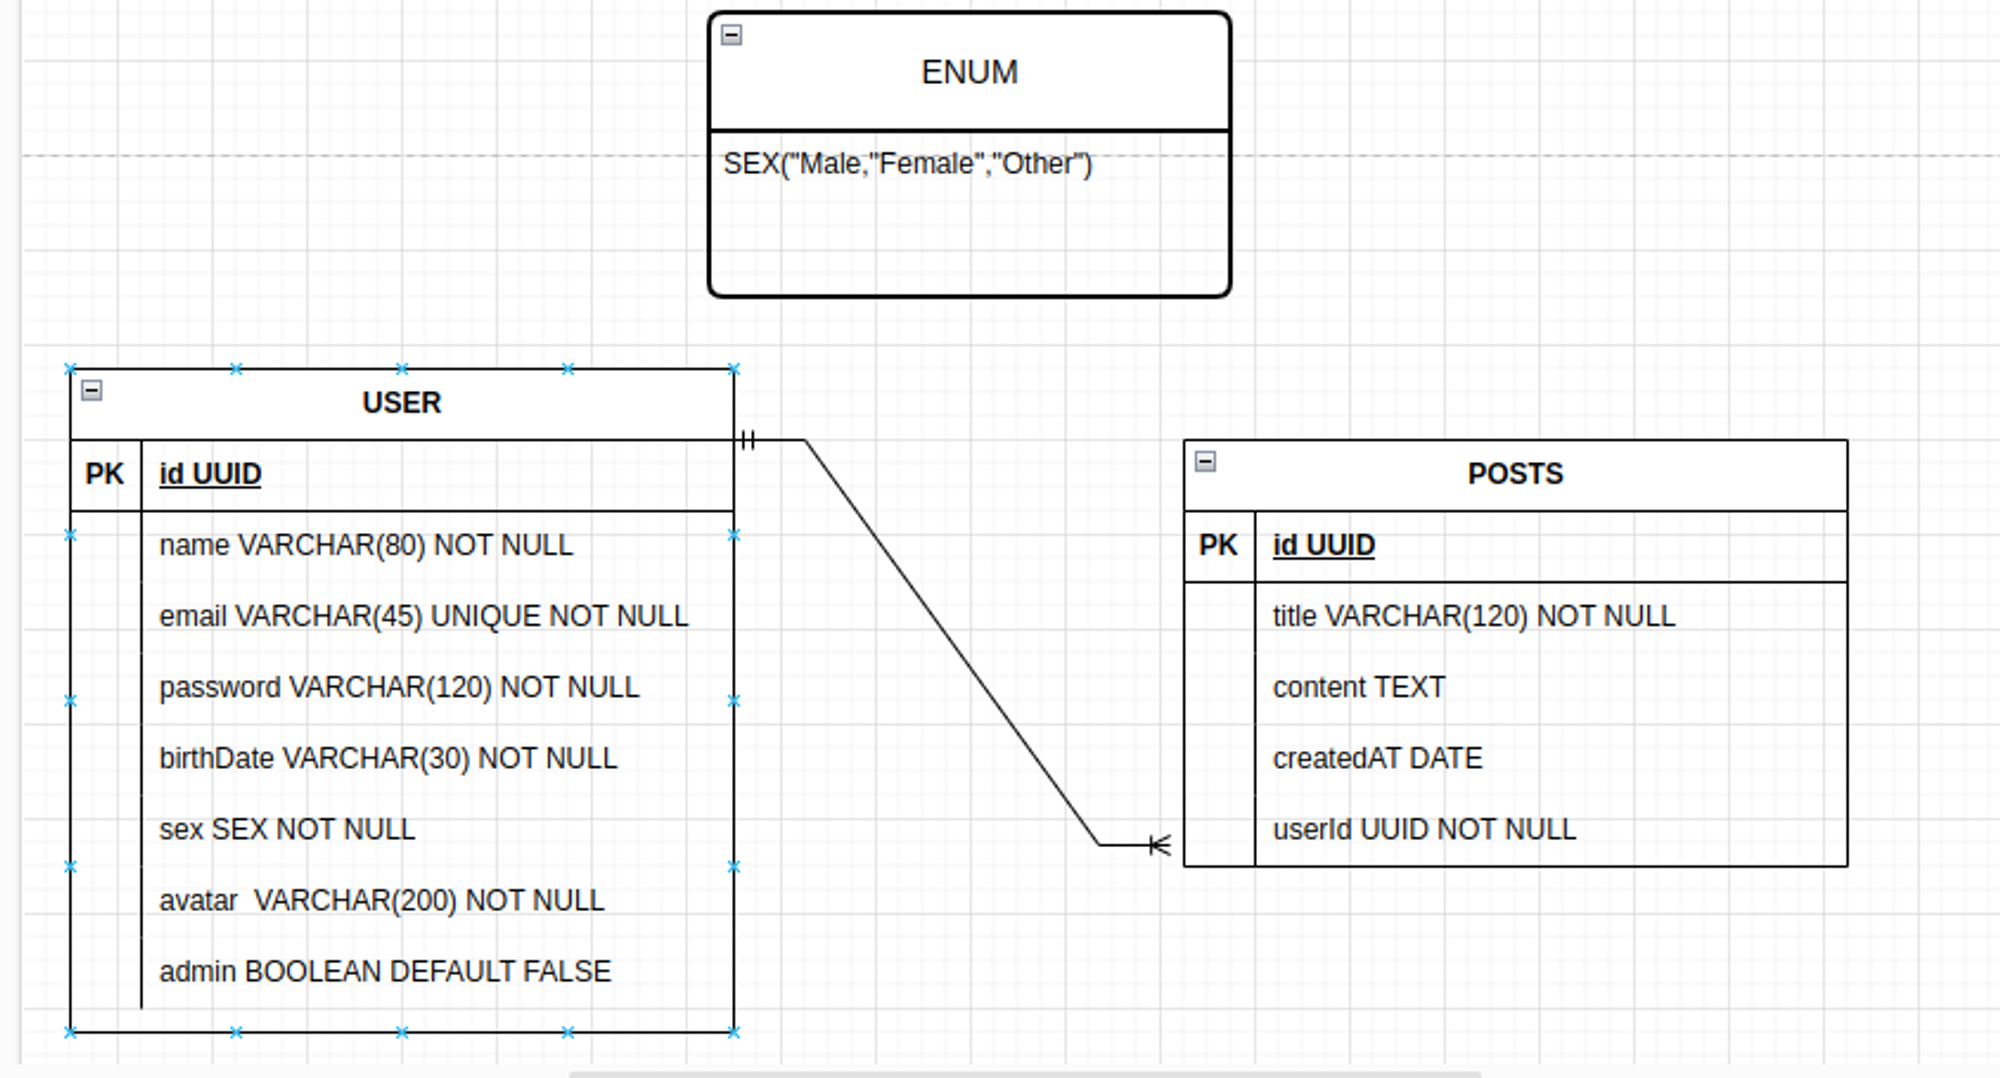 ENUM
SEX("Male,"Female","Other")
USER
PK id UUID
name VARCHAR(80) NOT NULL
email VARCHAR(45) UNIQUE NOT NULL
password VARCHAR(120) NOT NULL
birthDate VARCHAR(30) NOT NULL
sex SEX NOT NULL
avatar  VARCHAR(200) NOT NULL
admin BOOLEAN DEFAULT FALSE
POSTS
PK id UUID
title VARCHAR(120) NOT NULL
content TEXT
createdAT DATE
userId UUID NOT NULL